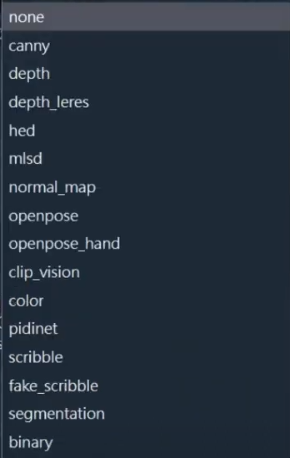 none
canny
depth
depth_leres
hed
mlsd
normal_map
openpose
openpose_hand
clip_vision
color
pidinet
scribble
fake_scribble
segmentation
binary